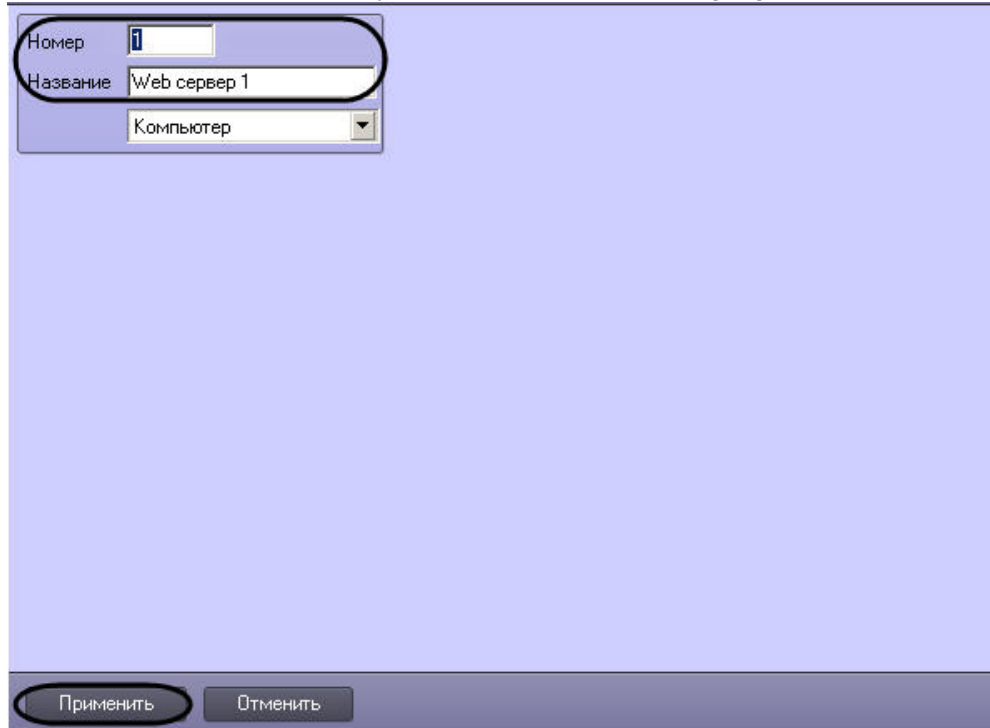 Номер 1
Название Web сервер 1
Компьютер
Применить Отменить